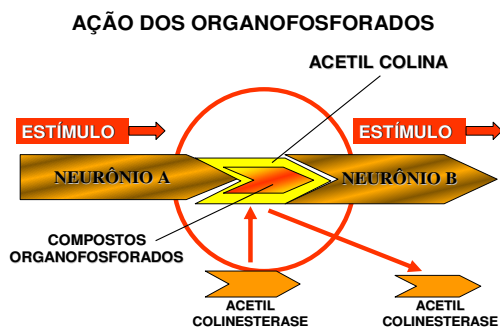 AÇÃO DOS ORGANOFOSFORADOS
ACETIL COLINA
ESTÍMULO
ESTÍMULO
NEURÔNIO A
NEURÔNIO B
COMPOSTOS
ORGANOFOSFORADOS
ACETIL
COLINESTERASE
ACETIL
COLINESTERASE